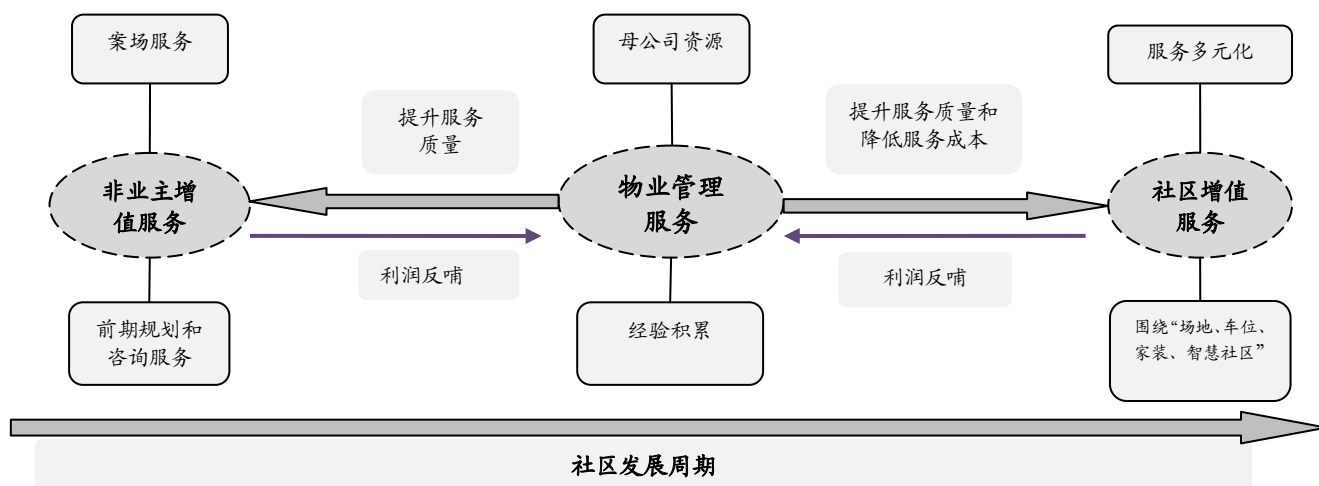 案场服务
母公司资源
服务多元化
提升服务
质量
提升服务质量和
降低服务成本
非业主增
值服务
物业管理
服务
社区增值
服务
利润反哺
利润反哺
前期规划和
咨询服务
经验积累
围绕“场地、车位、
家装、智慧社区”
社区发展周期